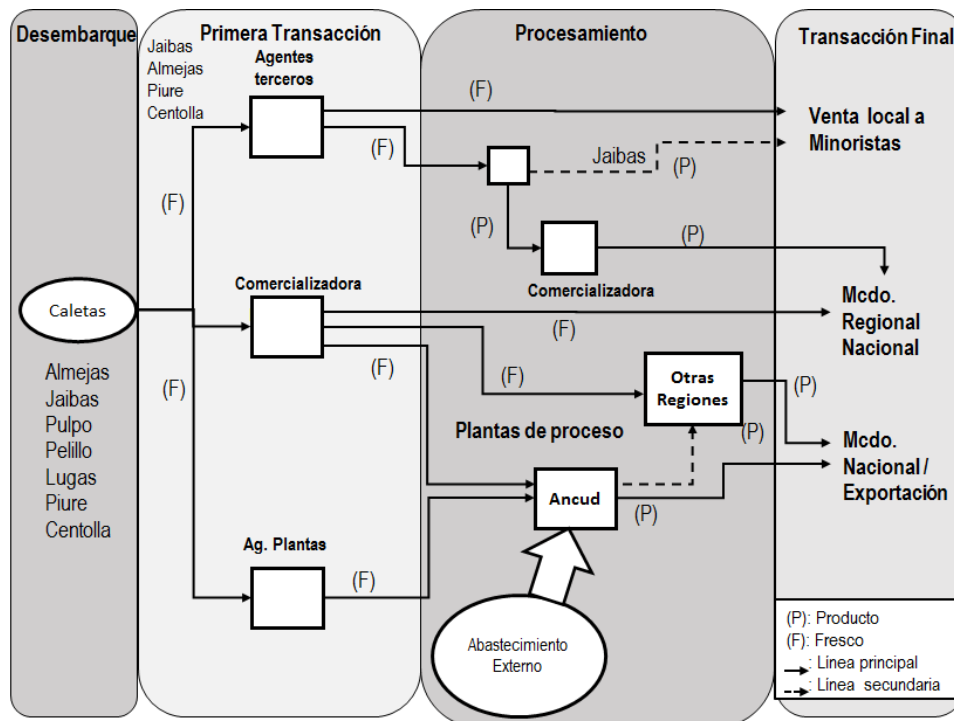 Desembarque
Primera Transacción
Procesamiento
Transacción Final
Jaibas
Almejas
Piure
Centolla
Agentes
terceros
(F)
(F)
Jaibas
(P)
Venta local a
Minoristas
(F)
(P)
(P)
Comercializadora
Comercializadora
Caletas
(F)
Mcdo.
Regional
Nacional
Almejas
Jaibas
Pulpo
Pelillo
Lugas
Piure
Centolla
(F)
(F)
(F)
Otras
Regiones
(P)
Plantas de proceso
(P)
Mcdo.
Nacional /
Exportación
Ancud
(P)
Ag. Plantas
(F)
Abastecimiento
Externo
(P): Producto
(F): Fresco
: Línea principal
: Línea secundaria